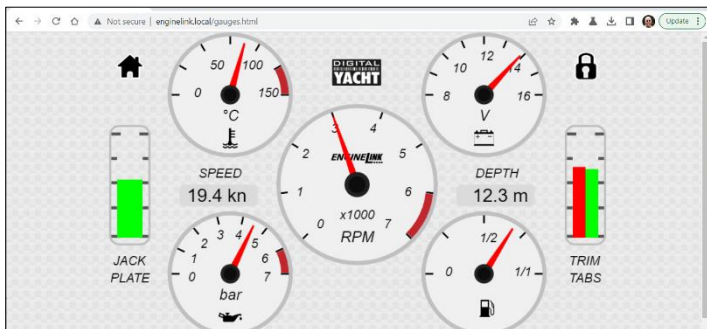 Not secure | enginelink.local/gauges.html
Update
0 50 100 150
°C
DIGITAL
YACHT
8 10 12 14 16
V
SPEED
19.4 kn
0 1 2 3 4 5 6 7
ENGINELINK
x1000
RPM
DEPTH
12.3 m
JACK
PLATE
0 1 2 3 4 5 6 7
bar
0 1/2 1/1
TRIM
TABS